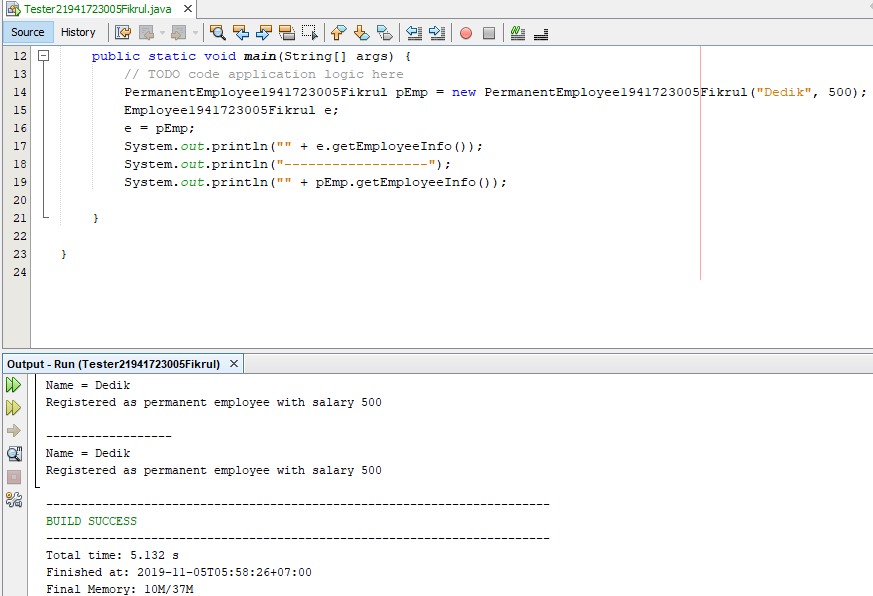 Tester21941723005Fikrul.java
Source History
12 public static void main(String[] args) {
13 // TODO code application logic here
14 PermanentEmployee1941723005Fikrul pEmp = new PermanentEmployee1941723005Fikrul("Dedik", 500);
15 Employee1941723005Fikrul e;
16 e = pEmp;
17 System.out.println("" + e.getEmployeeInfo());
18 System.out.println("------------------");
19 System.out.println("" + pEmp.getEmployeeInfo());
20
21 }
22
23 }
24
Output - Run (Tester21941723005Fikrul)
Name = Dedik
Registered as permanent employee with salary 500
------------------
Name = Dedik
Registered as permanent employee with salary 500
------------------------------------------------------------------------
BUILD SUCCESS
------------------------------------------------------------------------
Total time: 5.132 s
Finished at: 2019-11-05T05:58:26+07:00
Final Memory: 10M/37M